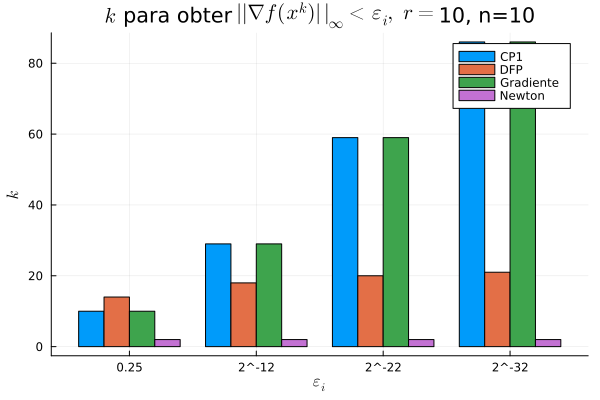 k para obter ||∇f(x^k)||_∞ < ε_i, r = 10, n=10
CP1
DFP
Gradiente
Newton
80
60
40
20
0
k
0.25 2^-12 2^-22 2^-32
ε_i